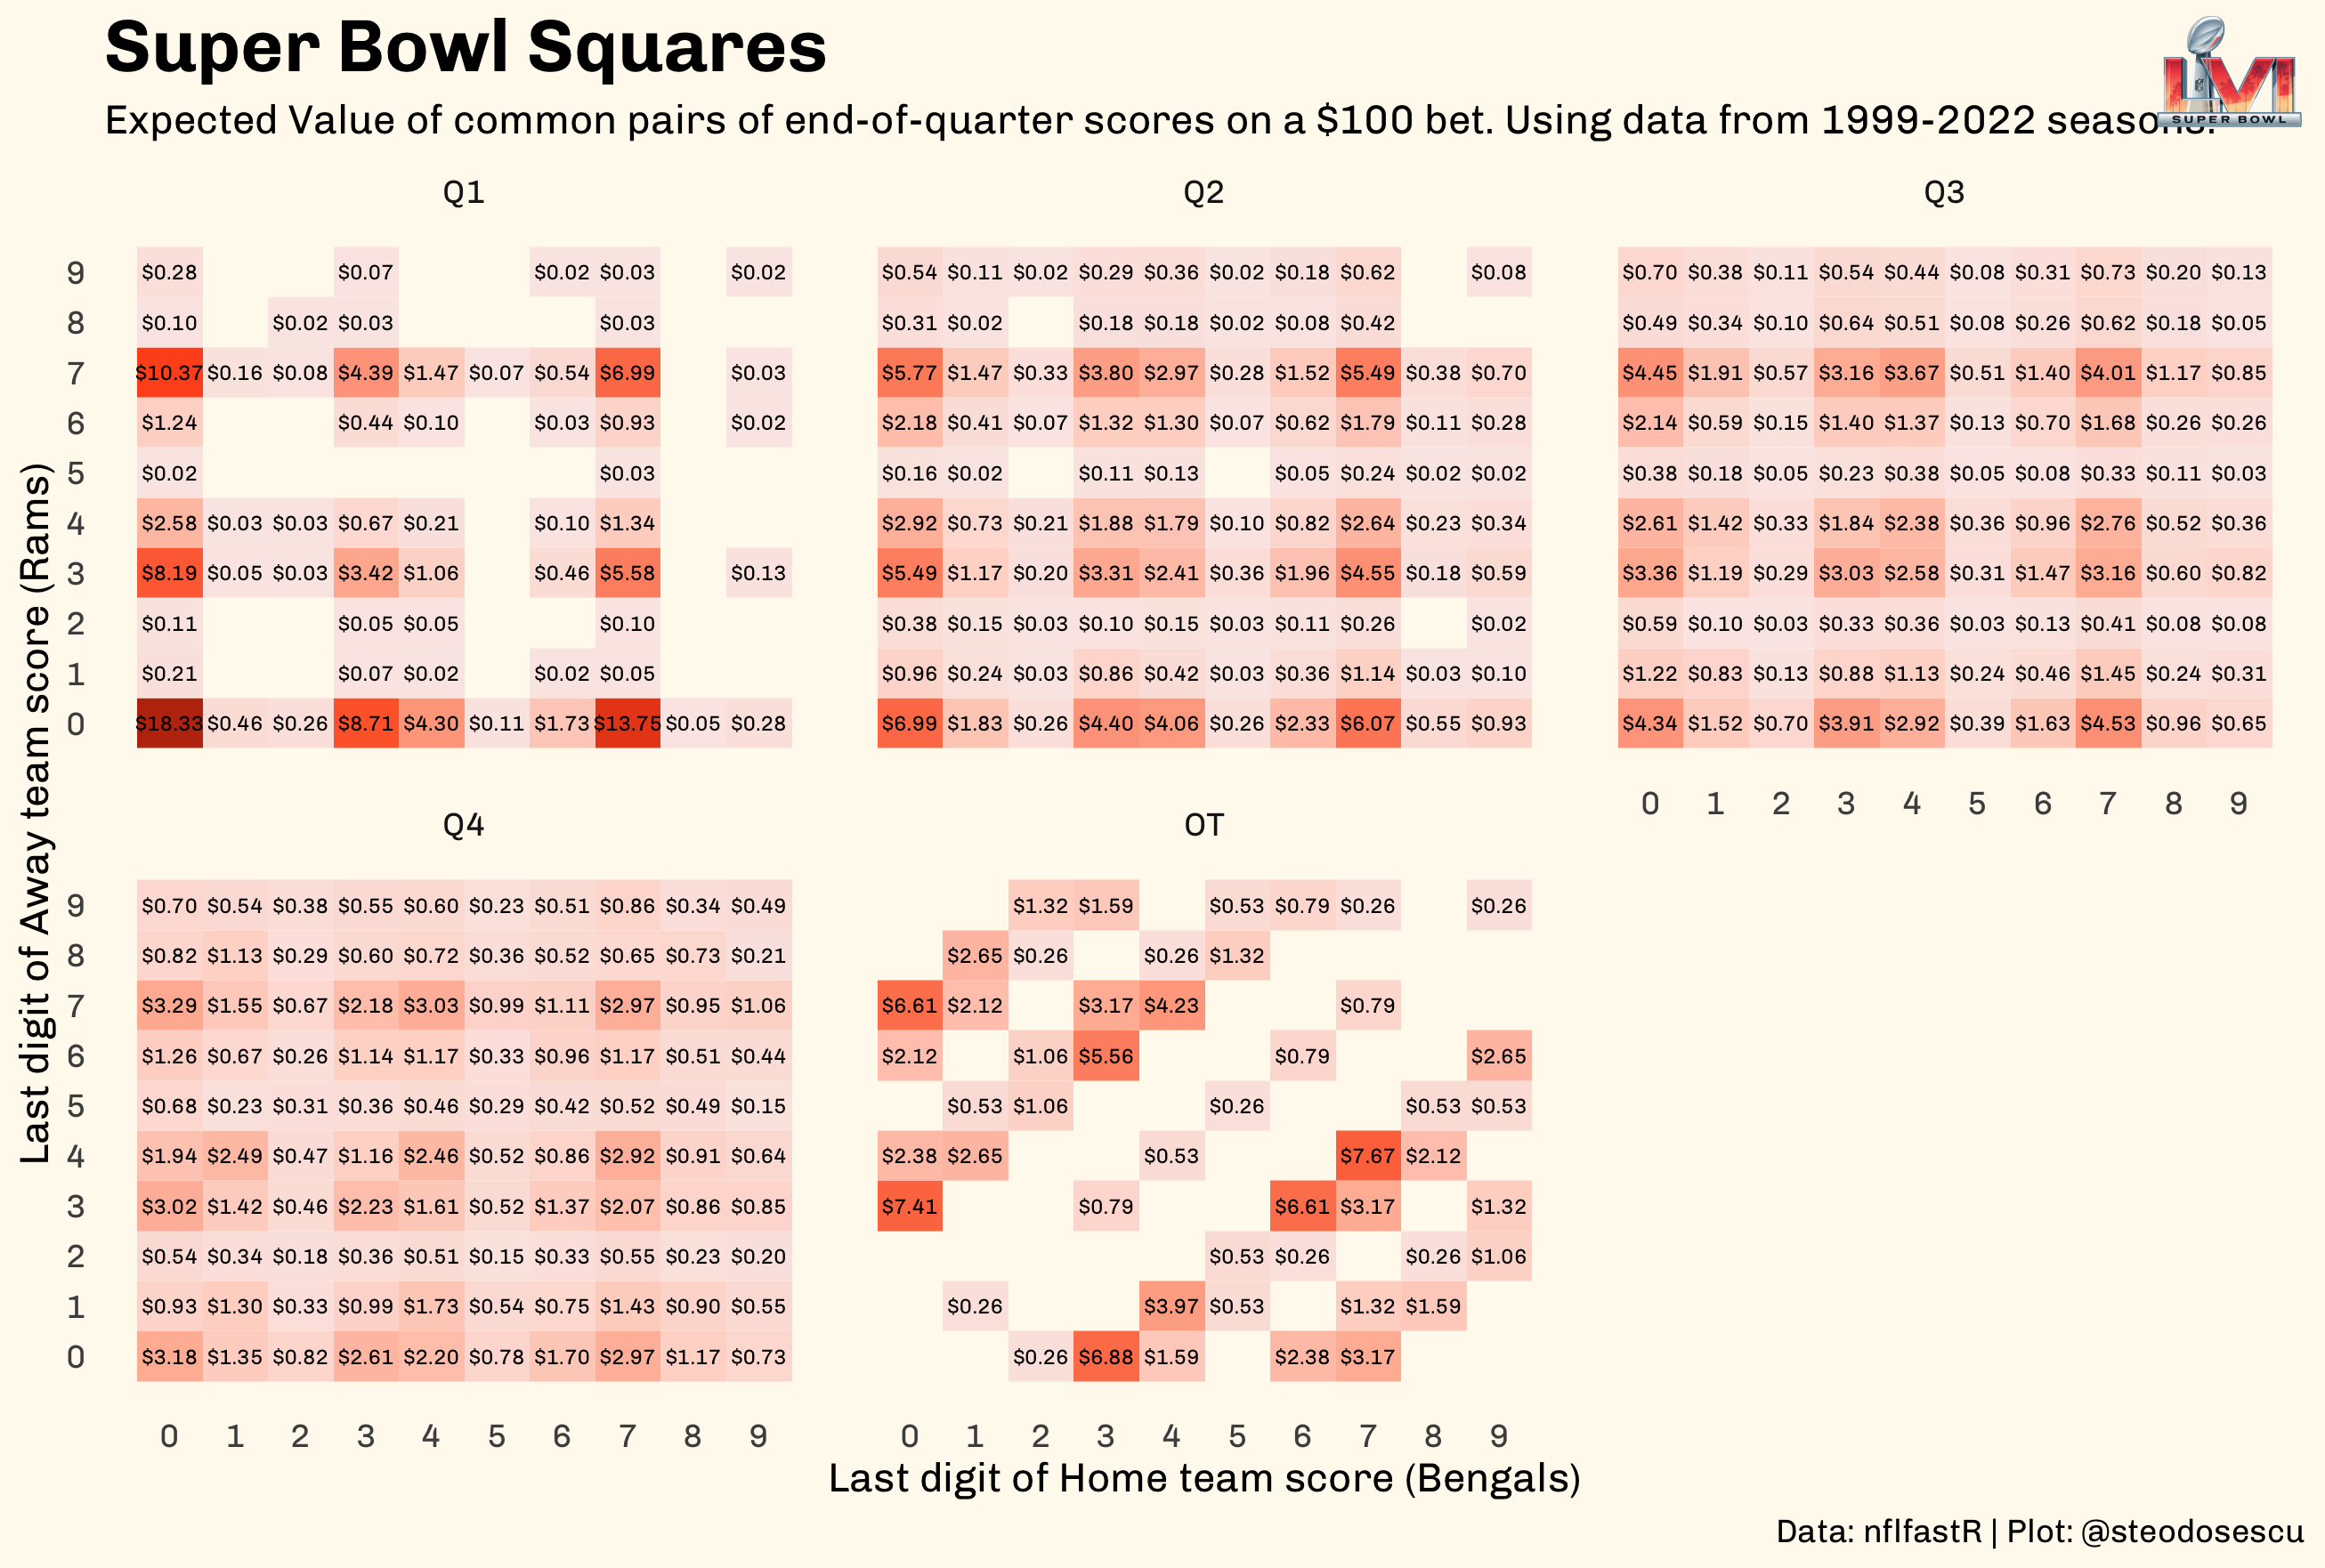 Super Bowl Squares
Expected Value of common pairs of end-of-quarter scores on a $100 bet. Using data from 1999-2022 seasons.
LVI
SUPER BOWL
Q1 Q2 Q3
9 $0.28 $0.07 $0.02 $0.03 $0.02 $0.54 $0.11 $0.02 $0.29 $0.36 $0.02 $0.18 $0.62 $0.08 $0.70 $0.38 $0.11 $0.54 $0.44 $0.08 $0.31 $0.73 $0.20 $0.13
8 $0.10 $0.02 $0.03 $0.03 $0.31 $0.02 $0.18 $0.18 $0.02 $0.08 $0.42 $0.49 $0.34 $0.10 $0.64 $0.51 $0.08 $0.26 $0.62 $0.18 $0.05
7 $10.37 $0.16 $0.08 $4.39 $1.47 $0.07 $0.54 $6.99 $0.03 $5.77 $1.47 $0.33 $3.80 $2.97 $0.28 $1.52 $5.49 $0.38 $0.70 $4.45 $1.91 $0.57 $3.16 $3.67 $0.51 $1.40 $4.01 $1.17 $0.85
6 $1.24 $0.44 $0.10 $0.03 $0.93 $0.02 $2.18 $0.41 $0.07 $1.32 $1.30 $0.07 $0.62 $1.79 $0.11 $0.28 $2.14 $0.59 $0.15 $1.40 $1.37 $0.13 $0.70 $1.68 $0.26 $0.26
5 $0.02 $0.03 $0.16 $0.02 $0.11 $0.13 $0.05 $0.24 $0.02 $0.02 $0.38 $0.18 $0.05 $0.23 $0.38 $0.05 $0.08 $0.33 $0.11 $0.03
4 $2.58 $0.03 $0.03 $0.67 $0.21 $0.10 $1.34 $2.92 $0.73 $0.21 $1.88 $1.79 $0.10 $0.82 $2.64 $0.23 $0.34 $2.61 $1.42 $0.33 $1.84 $2.38 $0.36 $0.96 $2.76 $0.52 $0.36
3 $8.19 $0.05 $0.03 $3.42 $1.06 $0.46 $5.58 $0.13 $5.49 $1.17 $0.20 $3.31 $2.41 $0.36 $1.96 $4.55 $0.18 $0.59 $3.36 $1.19 $0.29 $3.03 $2.58 $0.31 $1.47 $3.16 $0.60 $0.82
2 $0.11 $0.05 $0.05 $0.10 $0.38 $0.15 $0.03 $0.10 $0.15 $0.03 $0.11 $0.26 $0.02 $0.59 $0.10 $0.03 $0.33 $0.36 $0.03 $0.13 $0.41 $0.08 $0.08
1 $0.21 $0.07 $0.02 $0.02 $0.05 $0.96 $0.24 $0.03 $0.86 $0.42 $0.03 $0.36 $1.14 $0.03 $0.10 $1.22 $0.83 $0.13 $0.88 $1.13 $0.24 $0.46 $1.45 $0.24 $0.31
0 $18.33 $0.46 $0.26 $8.71 $4.30 $0.11 $1.73 $13.75 $0.05 $0.28 $6.99 $1.83 $0.26 $4.40 $4.06 $0.26 $2.33 $6.07 $0.55 $0.93 $4.34 $1.52 $0.70 $3.91 $2.92 $0.39 $1.63 $4.53 $0.96 $0.65
0 1 2 3 4 5 6 7 8 9
Last digit of Away team score (Rams)
Q4 OT
9 $0.70 $0.54 $0.38 $0.55 $0.60 $0.23 $0.51 $0.86 $0.34 $0.49 $1.32 $1.59 $0.53 $0.79 $0.26 $0.26
8 $0.82 $1.13 $0.29 $0.60 $0.72 $0.36 $0.52 $0.65 $0.73 $0.21 $2.65 $0.26 $0.26 $1.32
7 $3.29 $1.55 $0.67 $2.18 $3.03 $0.99 $1.11 $2.97 $0.95 $1.06 $6.61 $2.12 $3.17 $4.23 $0.79
6 $1.26 $0.67 $0.26 $1.14 $1.17 $0.33 $0.96 $1.17 $0.51 $0.44 $2.12 $1.06 $5.56 $0.79 $2.65
5 $0.68 $0.23 $0.31 $0.36 $0.46 $0.29 $0.42 $0.52 $0.49 $0.15 $0.53 $1.06 $0.26 $0.53 $0.53
4 $1.94 $2.49 $0.47 $1.16 $2.46 $0.52 $0.86 $2.92 $0.91 $0.64 $2.38 $2.65 $0.53 $7.67 $2.12
3 $3.02 $1.42 $0.46 $2.23 $1.61 $0.52 $1.37 $2.07 $0.86 $0.85 $7.41 $0.79 $6.61 $3.17 $1.32
2 $0.54 $0.34 $0.18 $0.36 $0.51 $0.15 $0.33 $0.55 $0.23 $0.20 $0.53 $0.26 $0.26 $1.06
1 $0.93 $1.30 $0.33 $0.99 $1.73 $0.54 $0.75 $1.43 $0.90 $0.55 $0.26 $3.97 $0.53 $1.32 $1.59
0 $3.18 $1.35 $0.82 $2.61 $2.20 $0.78 $1.70 $2.97 $1.17 $0.73 $0.26 $6.88 $1.59 $2.38 $3.17
0 1 2 3 4 5 6 7 8 9 0 1 2 3 4 5 6 7 8 9
Last digit of Home team score (Bengals)
Data: nflfastR | Plot: @steodosescu